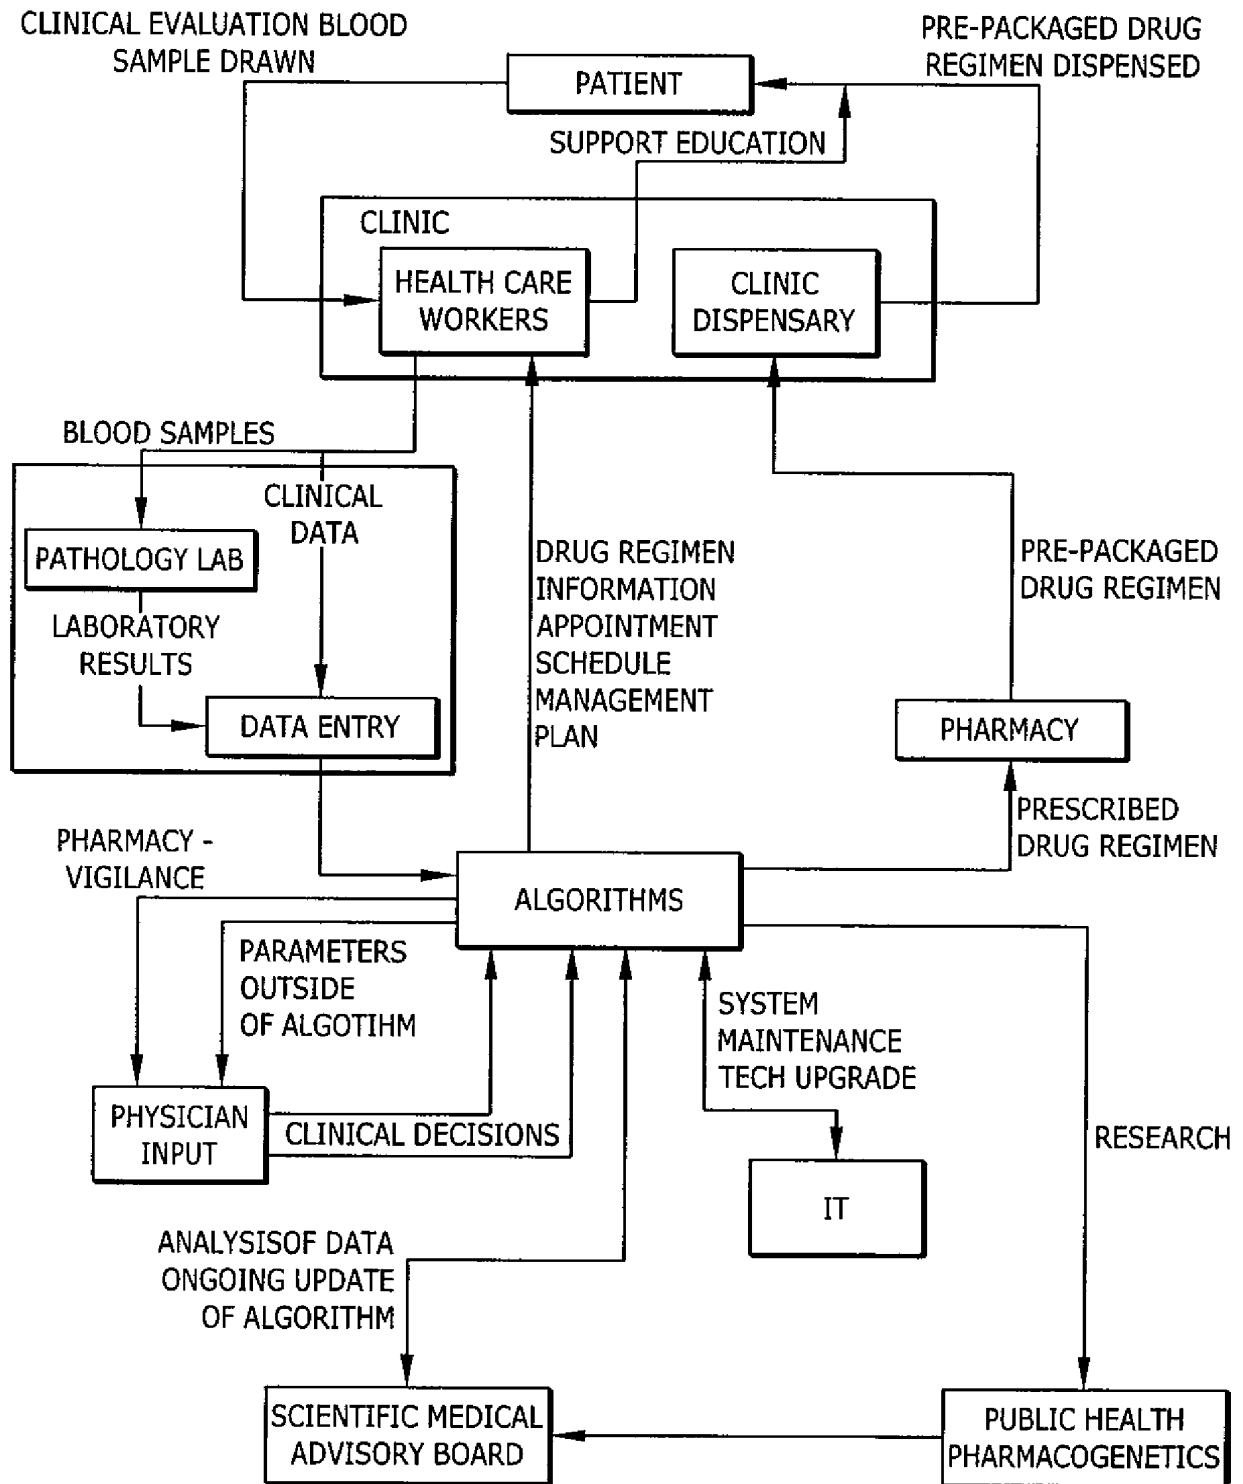 CLINICAL EVALUATION BLOOD
SAMPLE DRAWN
PRE-PACKAGED DRUG
REGIMEN DISPENSED
PATIENT
SUPPORT EDUCATION
CLINIC
HEALTH CARE
WORKERS
CLINIC
DISPENSARY
BLOOD SAMPLES
CLINICAL
DATA
PATHOLOGY LAB
LABORATORY
RESULTS
DATA ENTRY
DRUG REGIMEN
INFORMATION
APPOINTMENT
SCHEDULE
MANAGEMENT
PLAN
PRE-PACKAGED
DRUG REGIMEN
PHARMACY
PRESCRIBED
DRUG REGIMEN
PHARMACY -
VIGILANCE
ALGORITHMS
PARAMETERS
OUTSIDE
OF ALGOTIHM
SYSTEM
MAINTENANCE
TECH UPGRADE
PHYSICIAN
INPUT
CLINICAL DECISIONS
RESEARCH
IT
ANALYSISOF DATA
ONGOING UPDATE
OF ALGORITHM
SCIENTIFIC MEDICAL
ADVISORY BOARD
PUBLIC HEALTH
PHARMACOGENETICS